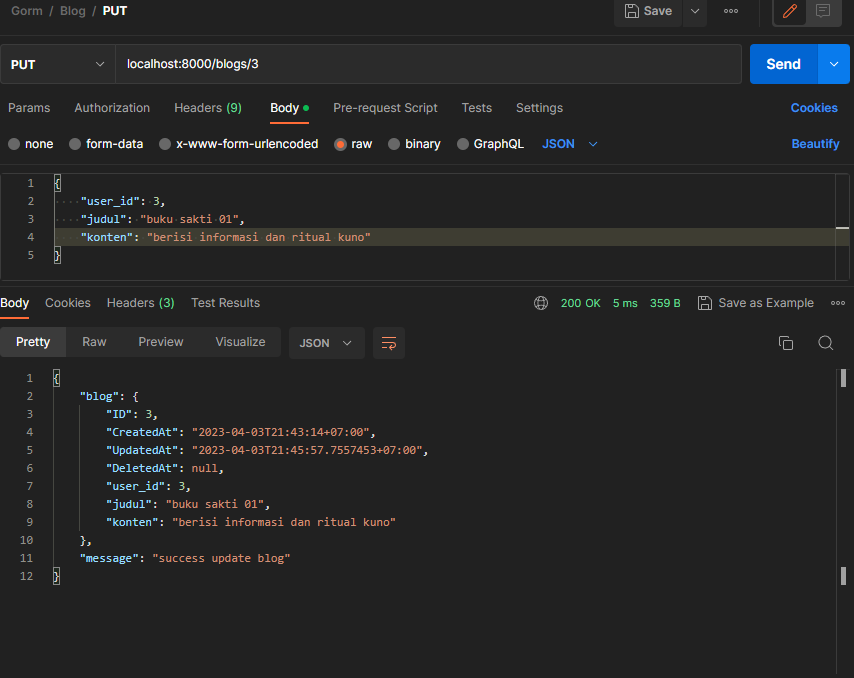 Gorm / Blog / PUT Save
PUT localhost:8000/blogs/3 Send
Params Authorization Headers (9) Body Pre-request Script Tests Settings Cookies
none form-data x-www-form-urlencoded raw binary GraphQL JSON Beautify
1 {
2 "user_id": 3,
3 "judul": "buku sakti 01",
4 "konten": "berisi informasi dan ritual kuno"
5 }
Body Cookies Headers (3) Test Results 200 OK 5 ms 359 B Save as Example
Pretty Raw Preview Visualize JSON
1 {
2 "blog": {
3 "ID": 3,
4 "CreatedAt": "2023-04-03T21:43:14+07:00",
5 "UpdatedAt": "2023-04-03T21:45:57.7557453+07:00",
6 "DeletedAt": null,
7 "user_id": 3,
8 "judul": "buku sakti 01",
9 "konten": "berisi informasi dan ritual kuno"
10 },
11 "message": "success update blog"
12 }